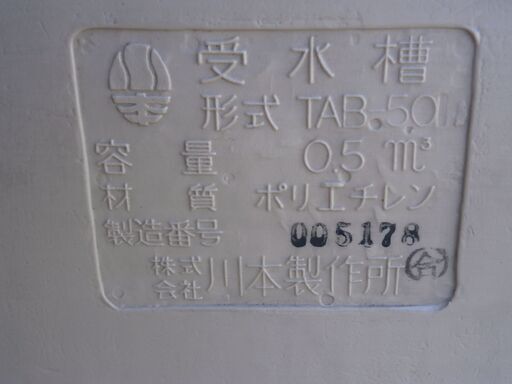 受水槽
形式 TAB-50
容量 0.5 m³
材質 ポリエチレン
製造番号 005178
株式会社 川本製作所 合